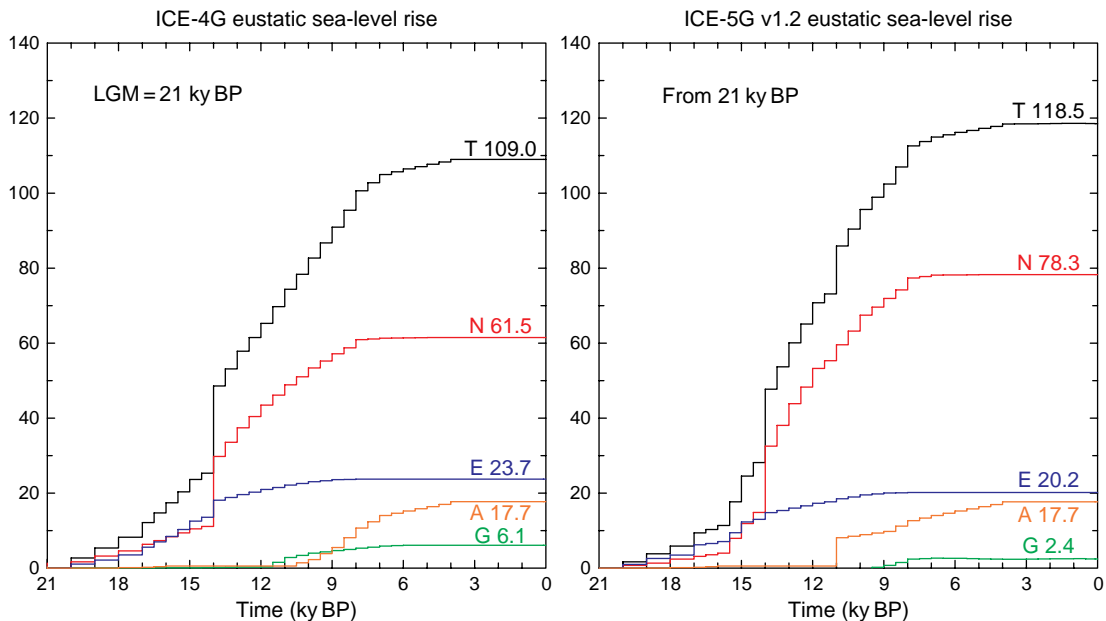 ICE-4G eustatic sea-level rise
140
120
100
80
60
40
20
0
LGM = 21 ky BP
T 109.0
N 61.5
E 23.7
A 17.7
G 6.1
21 18 15 12 9 6 3 0
Time (ky BP)
ICE-5G v1.2 eustatic sea-level rise
140
120
100
80
60
40
20
0
From 21 ky BP
T 118.5
N 78.3
E 20.2
A 17.7
G 2.4
21 18 15 12 9 6 3 0
Time (ky BP)